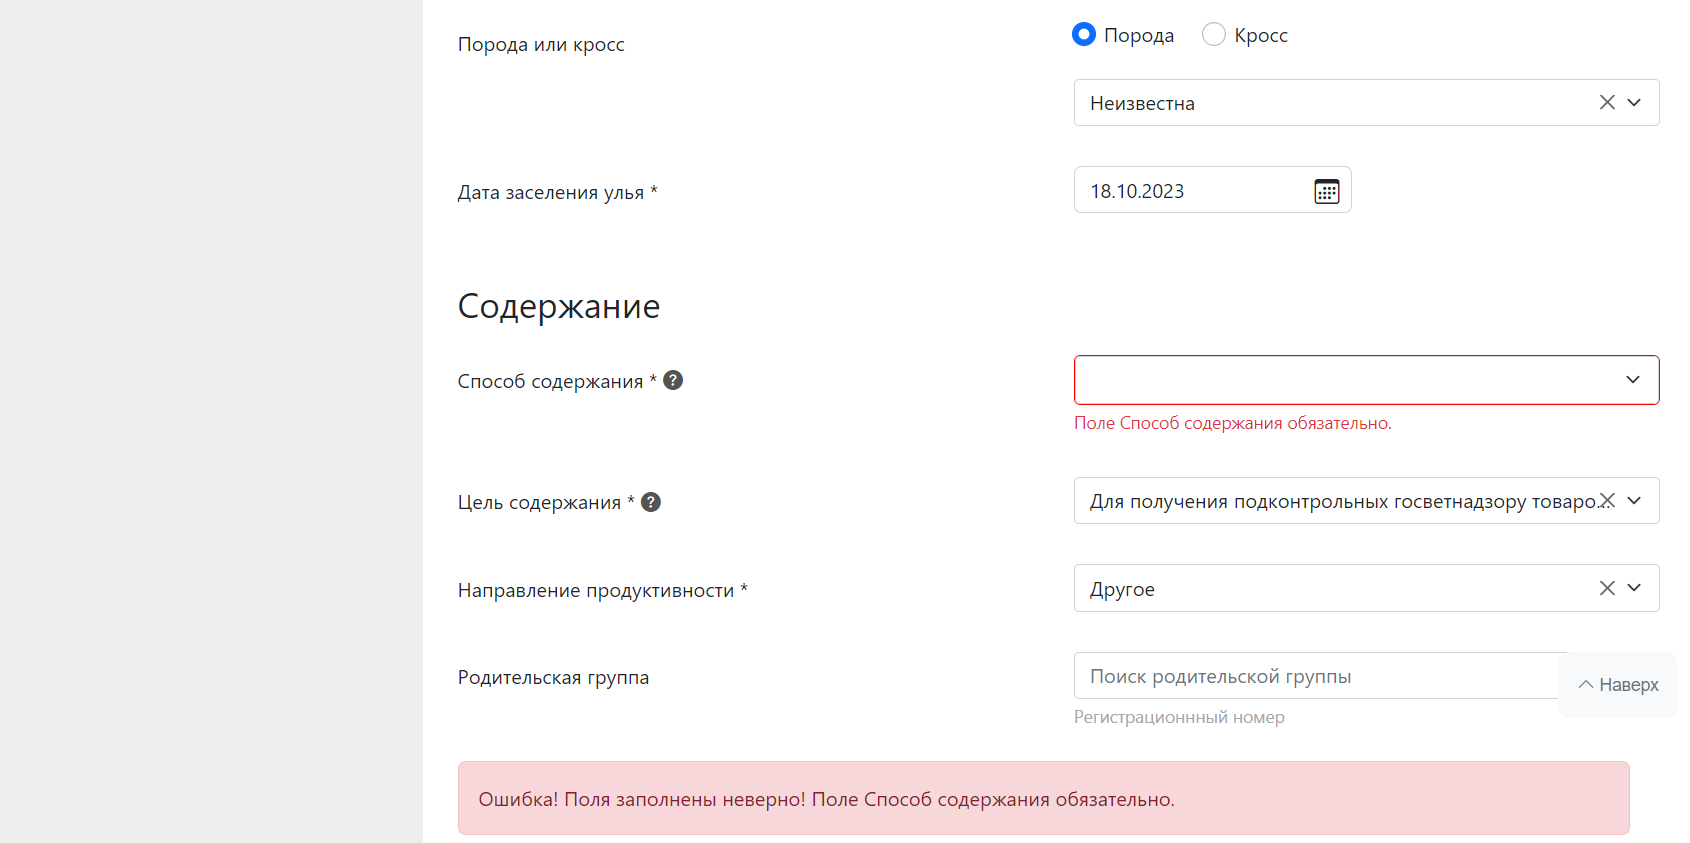 Порода или кросс
Порода
Кросс
Неизвестна
Дата заселения улья *
18.10.2023
Содержание
Способ содержания * ?
Поле Способ содержания обязательно.
Цель содержания * ?
Для получения подконтрольных госветнадзору товаро...
Направление продуктивности *
Другое
Родительская группа
Поиск родительской группы
Наверх
Регистрационнный номер
Ошибка! Поля заполнены неверно! Поле Способ содержания обязательно.